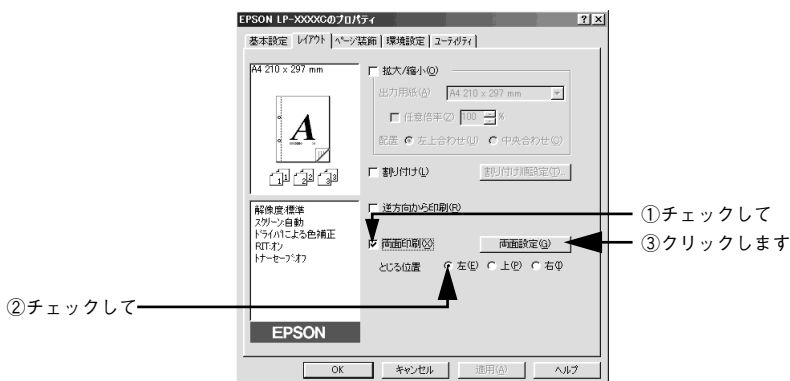 EPSON LP-XXXXCのプロパティ
基本設定 レイアウト ページ装飾 環境設定 ユーティリティ
A4 210 x 297 mm
A
1 1 2 2 3 3
拡大/縮小(O)
出力用紙(A) A4 210 x 297 mm
任意倍率(Z) 100 %
配置 左上合わせ(U) 中央合わせ(C)
割り付け(L) 割り付け順設定(T)...
解像度:標準
スクリーン:自動
ドライバによる色補正
RIT:オン
トナーセーブ:オフ
EPSON
逆方向から印刷(R)
両面印刷(X) 両面設定(G)
とじる位置 左(E) 上(P) 右(I)
①チェックして
③クリックします
②チェックして
OK キャンセル 適用(A) ヘルプ